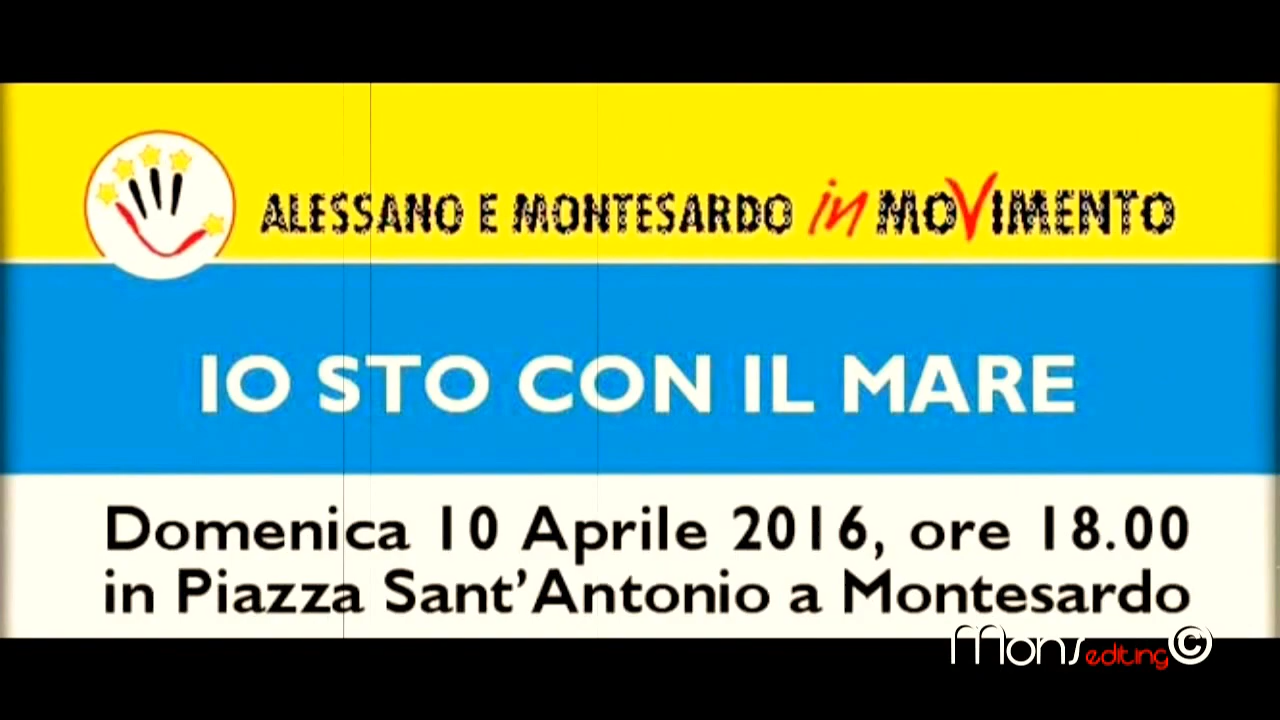 ALESSANO E MONTESARDO in MOVIMENTO
IO STO CON IL MARE
Domenica 10 Aprile 2016, ore 18.00
in Piazza Sant'Antonio a Montesardo
Mons editing ©